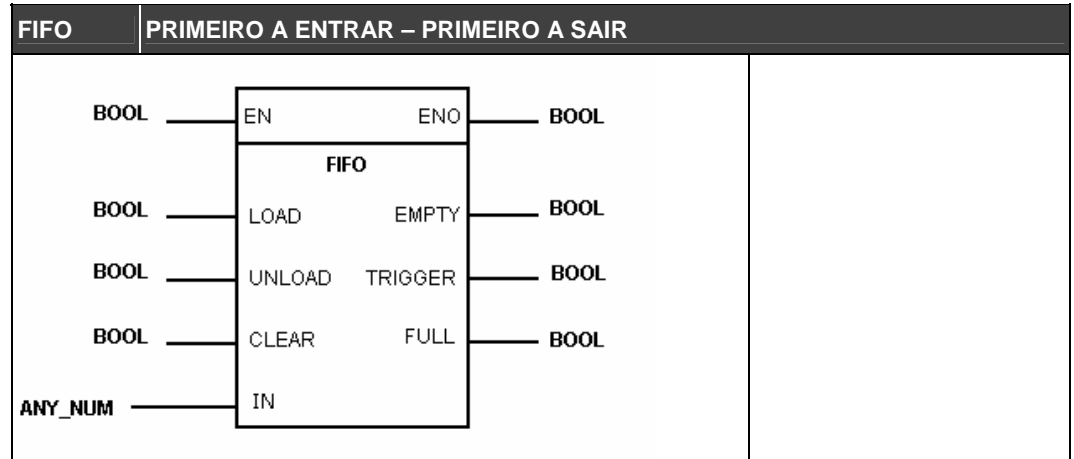 FIFO PRIMEIRO A ENTRAR – PRIMEIRO A SAIR
BOOL EN ENO BOOL
FIFO
BOOL LOAD EMPTY BOOL
BOOL UNLOAD TRIGGER BOOL
BOOL CLEAR FULL BOOL
ANY_NUM IN